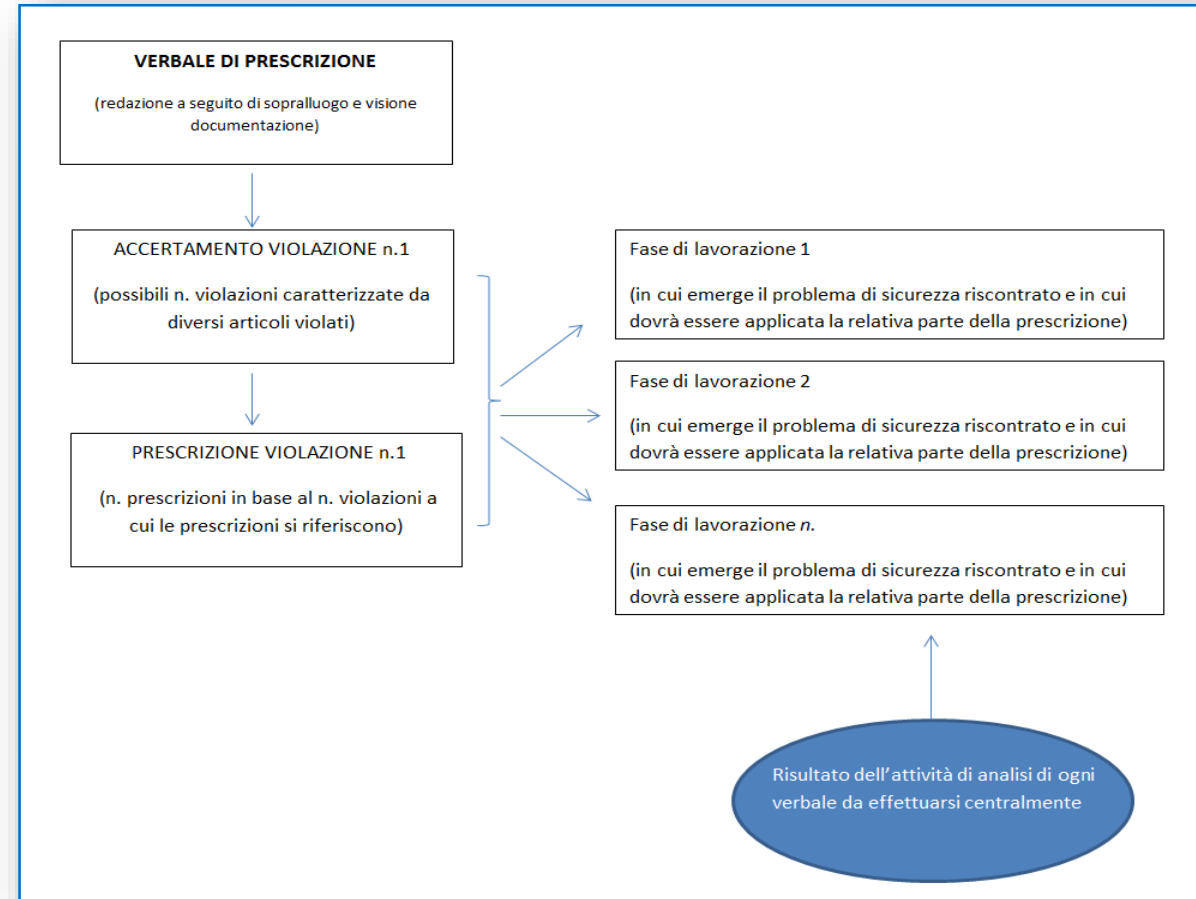 VERBALE DI PRESCRIZIONE
(redazione a seguito di sopralluogo e visione
documentazione)
ACCERTAMENTO VIOLAZIONE n.1
(possibili n. violazioni caratterizzate da
diversi articoli violati)
PRESCRIZIONE VIOLAZIONE n.1
(n. prescrizioni in base al n. violazioni a
cui le prescrizioni si riferiscono)
Fase di lavorazione 1
(in cui emerge il problema di sicurezza riscontrato e in cui
dovrà essere applicata la relativa parte della prescrizione)
Fase di lavorazione 2
(in cui emerge il problema di sicurezza riscontrato e in cui
dovrà essere applicata la relativa parte della prescrizione)
Fase di lavorazione n.
(in cui emerge il problema di sicurezza riscontrato e in cui
dovrà essere applicata la relativa parte della prescrizione)
Risultato dell'attività di analisi di ogni
verbale da effettuarsi centralmente